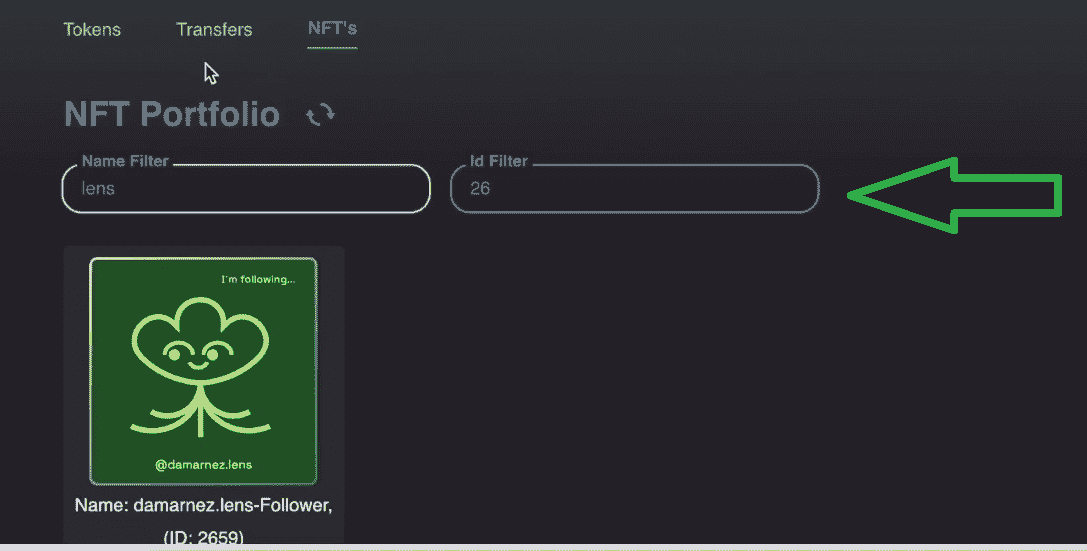 Tokens Transfers NFT's
NFT Portfolio
Name Filter Id Filter
lens 26
I'm following...
@damarnez.lens
Name: damarnez.lens-Follower,
(ID: 2659)